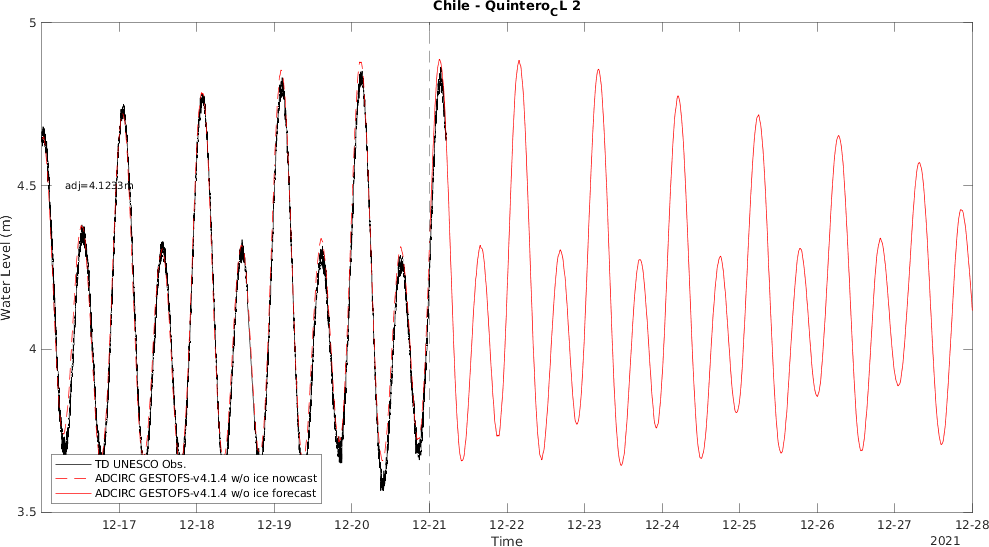 Chile - Quintero_CL 2
5
4.5
4
3.5
Water Level (m)
adj=4.1233m
TD UNESCO Obs.
ADCIRC GESTOFS-v4.1.4 w/o ice nowcast
ADCIRC GESTOFS-v4.1.4 w/o ice forecast
12-17 12-18 12-19 12-20 12-21 12-22 12-23 12-24 12-25 12-26 12-27 12-28
Time
2021